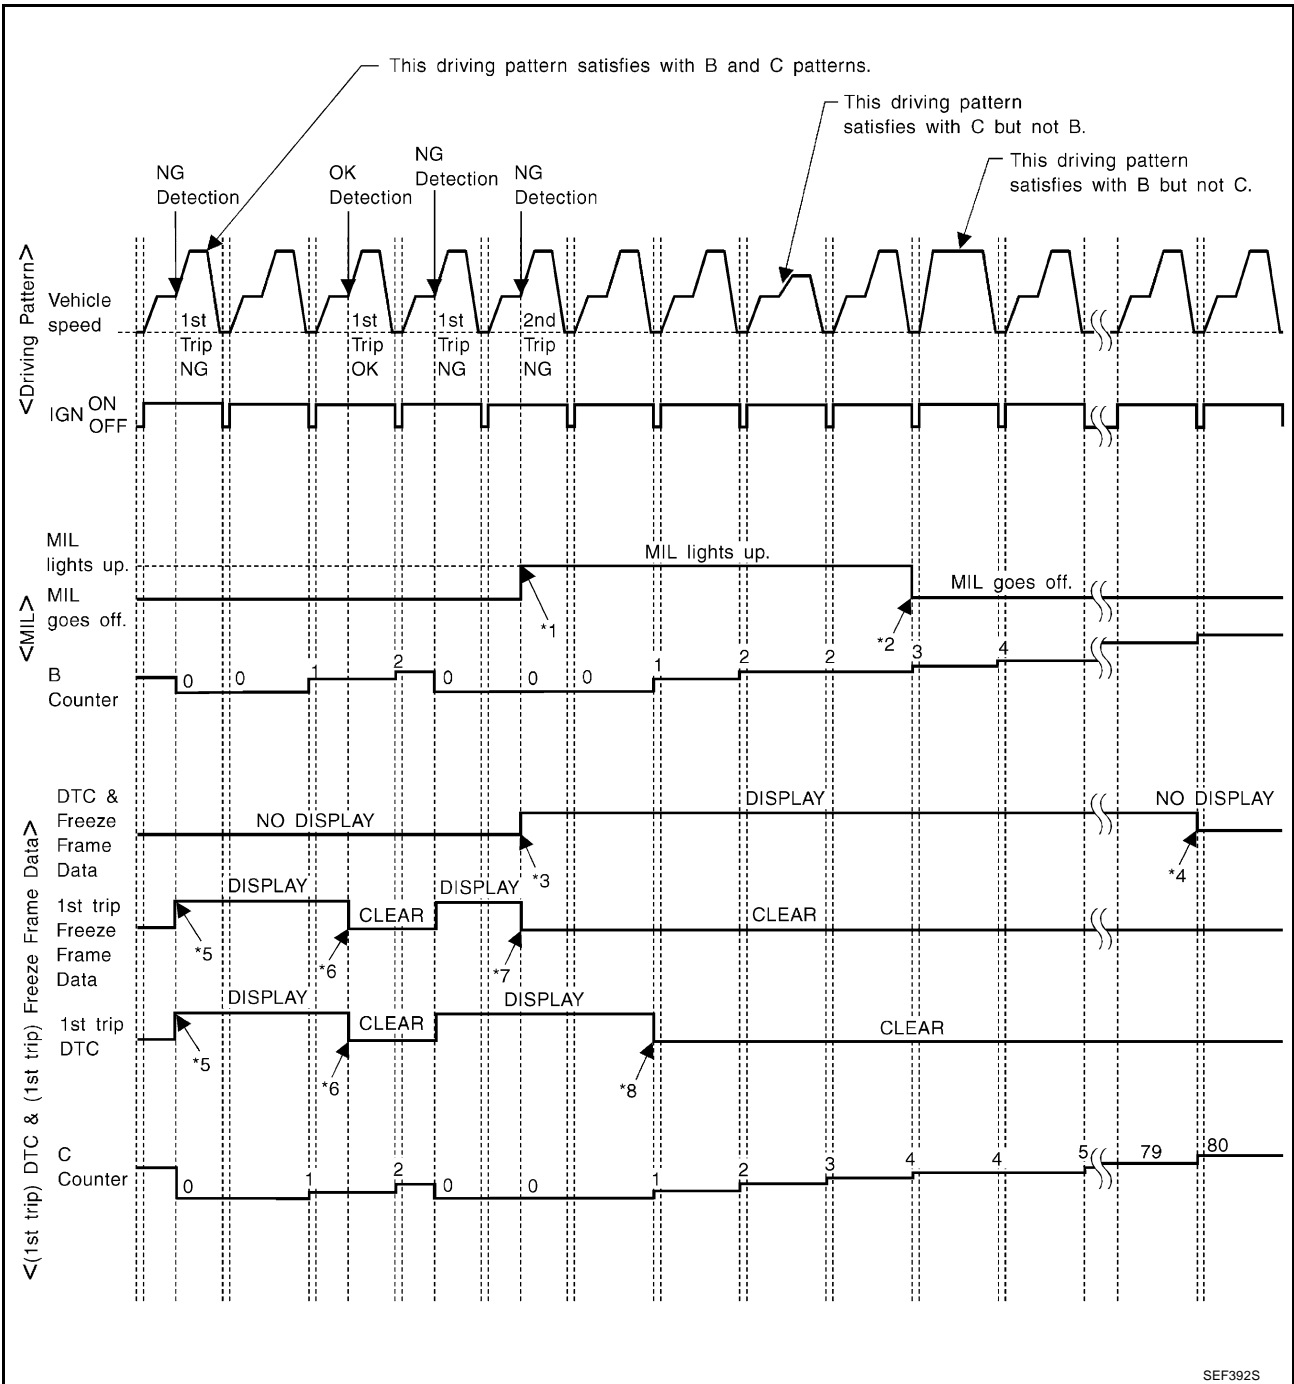 This driving pattern satisfies with B and C patterns.
This driving pattern
satisfies with C but not B.
This driving pattern
satisfies with B but not C.
NG
Detection
OK
Detection
NG
Detection
NG
Detection
<Driving Pattern>
Vehicle
speed
1st
Trip
NG
1st
Trip
OK
1st
Trip
NG
2nd
Trip
NG
IGN ON
OFF
<MIL>
MIL
lights up.
MIL
goes off.
MIL lights up.
MIL goes off.
*1
*2
B
Counter
0 0 1 2 0 0 0 1 2 2 3 4
<(1st trip) DTC & (1st trip) Freeze Frame Data>
DTC &
Freeze
Frame
Data
NO DISPLAY
DISPLAY
NO DISPLAY
*3
*4
1st trip
Freeze
Frame
Data
DISPLAY
CLEAR
DISPLAY
CLEAR
*5
*6
*7
1st trip
DTC
DISPLAY
CLEAR
DISPLAY
CLEAR
*5
*6
*8
C
Counter
0 1 2 0 0 1 2 3 4 4 5 79 80
SEF392S